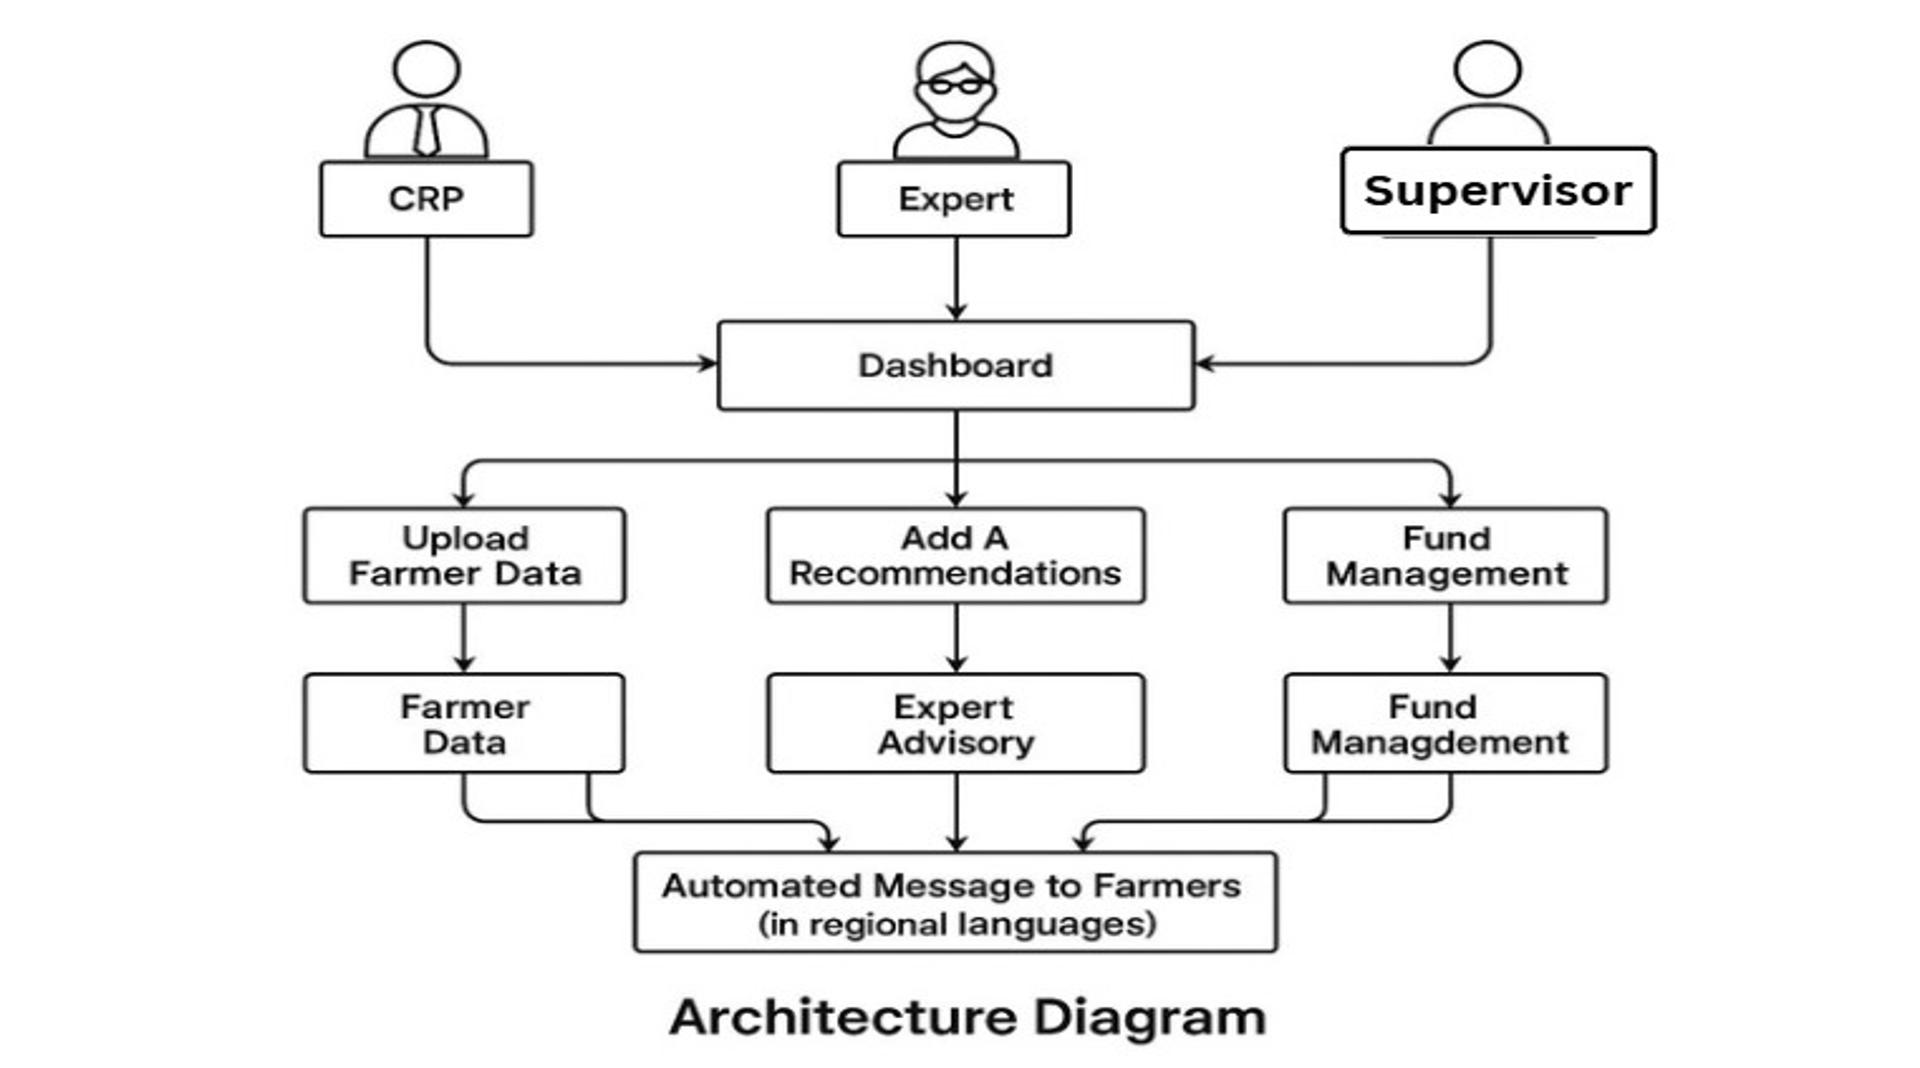 CRP
Expert
Supervisor
Dashboard
Upload
Farmer Data
Add A
Recommendations
Fund
Management
Farmer
Data
Expert
Advisory
Fund
Managdement
Automated Message to Farmers
(in regional languages)
Architecture Diagram